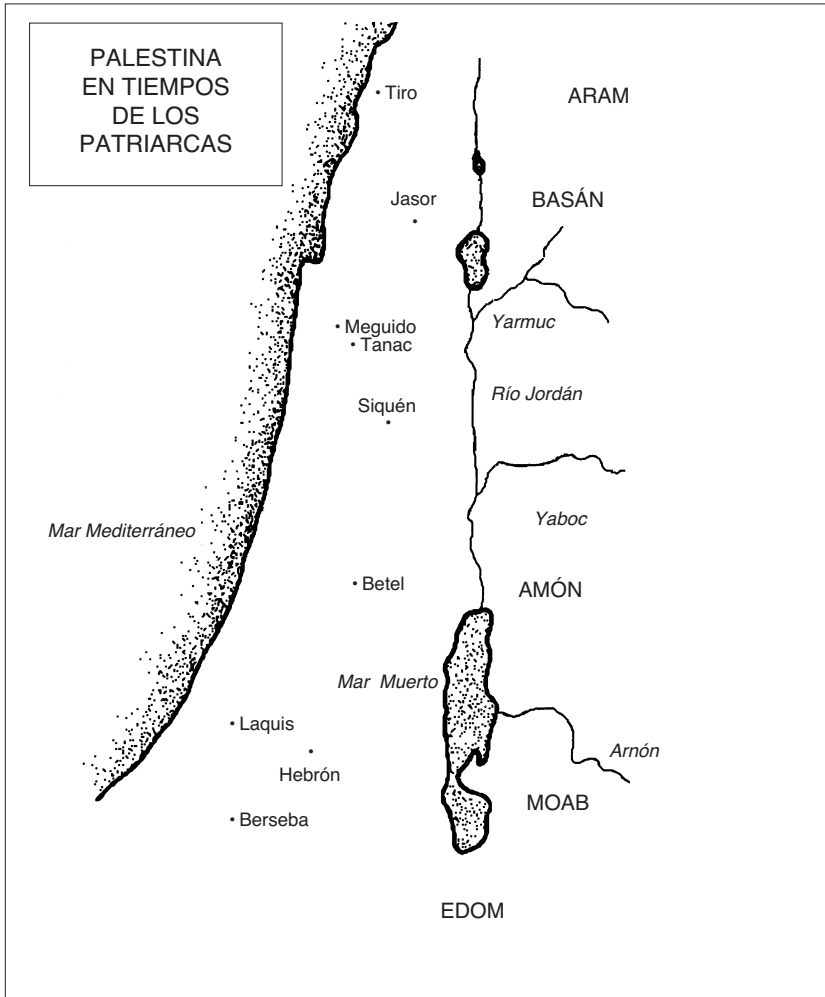 PALESTINA
EN TIEMPOS
DE LOS
PATRIARCAS
Tiro
ARAM
Jasor
BASÁN
Meguido
Yarmuc
Tanac
Río Jordán
Siquén
Yaboc
Mar Mediterráneo
Betel
AMÓN
Mar Muerto
Laquis
Arnón
Hebrón
MOAB
Berseba
EDOM